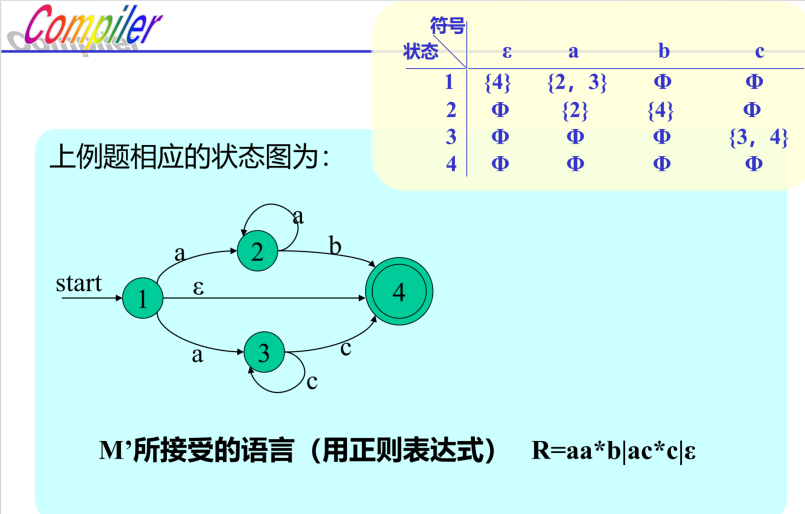 Compiler
符号
状态 ε a b c
1 {4} {2，3} Φ Φ
2 Φ {2} {4} Φ
3 Φ Φ Φ {3，4}
4 Φ Φ Φ Φ
上例题相应的状态图为：
a
2
a
b
start
1
ε
4
a
3
c
c
M’所接受的语言（用正则表达式） R=aa*b|ac*c|ε